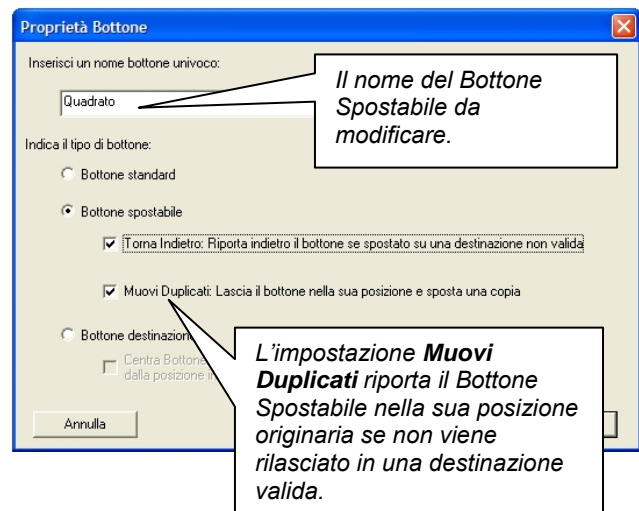 Proprietà Bottone
Inserisci un nome bottone univoco:
Quadrato
Il nome del Bottone
Spostabile da
modificare.
Indica il tipo di bottone:
Bottone standard
Bottone spostabile
Torna Indietro: Riporta indietro il bottone se spostato su una destinazione non valida
Muovi Duplicati: Lascia il bottone nella sua posizione e sposta una copia
Bottone destinazione
Centra Bottone
dalla posizione
L'impostazione Muovi
Duplicati riporta il Bottone
Spostabile nella sua posizione
originaria se non viene
rilasciato in una destinazione
valida.
Annulla